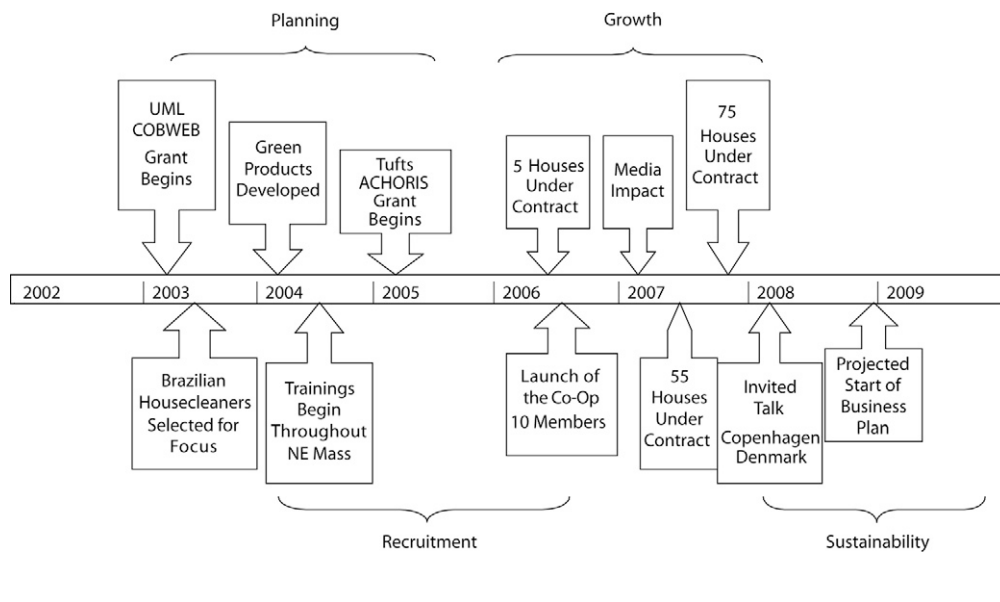 Planning
Growth
UML
COBWEB
Grant
Begins
Green
Products
Developed
Tufts
ACHORIS
Grant
Begins
5 Houses
Under
Contract
Media
Impact
75
Houses
Under
Contract
2002
2003
2004
2005
2006
2007
2008
2009
Brazilian
Housecleaners
Selected for
Focus
Trainings
Begin
Throughout
NE Mass
Launch of
the Co-Op
10 Members
55
Houses
Under
Contract
Invited
Talk
Copenhagen
Denmark
Projected
Start of
Business
Plan
Recruitment
Sustainability